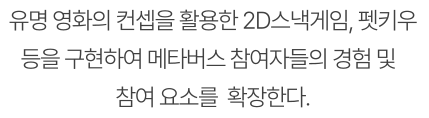 유명 영화의 컨셉을 활용한 2D스낵게임, 펫키우
등을 구현하여 메타버스 참여자들의 경험 및
참여 요소를 확장한다.